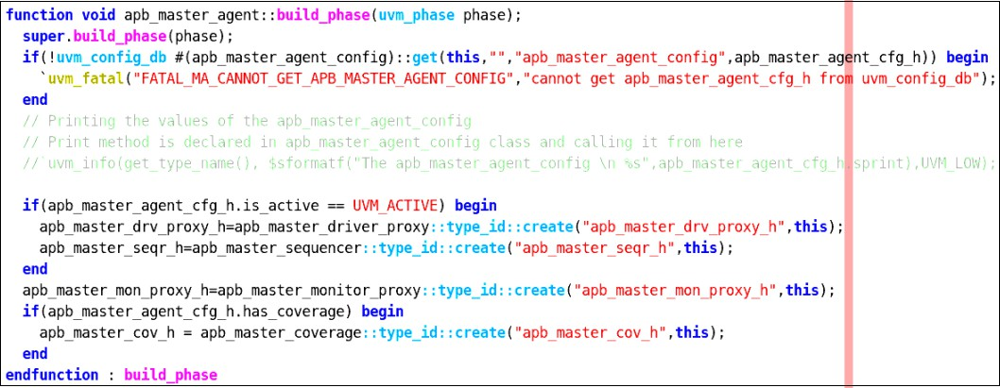 function void apb_master_agent::build_phase(uvm_phase phase);
  super.build_phase(phase);
  if(!uvm_config_db #(apb_master_agent_config)::get(this,"","apb_master_agent_config",apb_master_agent_cfg_h)) begin
    `uvm_fatal("FATAL_MA_CANNOT_GET_APB_MASTER_AGENT_CONFIG","cannot get apb_master_agent_cfg_h from uvm_config_db");
  end
  // Printing the values of the apb_master_agent_config
  // Print method is declared in apb_master_agent_config class and calling it from here
  //`uvm_info(get_type_name(), $sformatf("The apb_master_agent_config \n %s",apb_master_agent_cfg_h.sprint),UVM_LOW);
  if(apb_master_agent_cfg_h.is_active == UVM_ACTIVE) begin
    apb_master_drv_proxy_h=apb_master_driver_proxy::type_id::create("apb_master_drv_proxy_h",this);
    apb_master_seqr_h=apb_master_sequencer::type_id::create("apb_master_seqr_h",this);
  end
  apb_master_mon_proxy_h=apb_master_monitor_proxy::type_id::create("apb_master_mon_proxy_h",this);
  if(apb_master_agent_cfg_h.has_coverage) begin
    apb_master_cov_h = apb_master_coverage::type_id::create("apb_master_cov_h",this);
  end
endfunction : build_phase